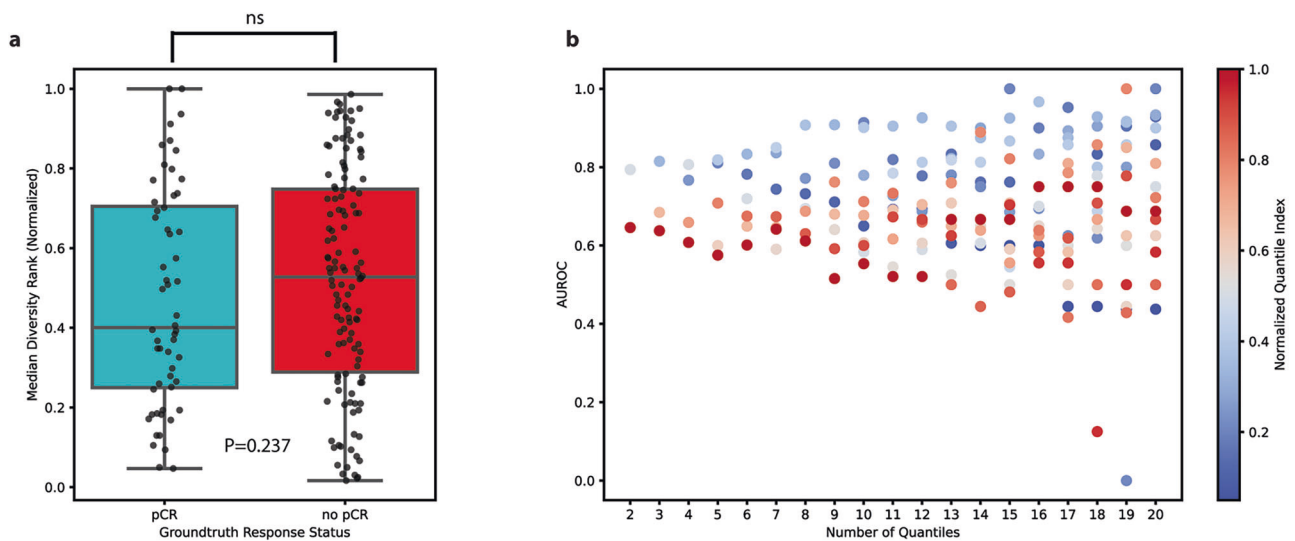 a
ns
Median Diversity Rank (Normalized)
1.0
0.8
0.6
0.4
0.2
0.0
P=0.237
pCR
no pCR
Groundtruth Response Status
b
AUROC
1.0
0.8
0.6
0.4
0.2
0.0
2 3 4 5 6 7 8 9 10 11 12 13 14 15 16 17 18 19 20
Number of Quantiles
1.0
0.8
0.6
0.4
0.2
Normalized Quantile Index